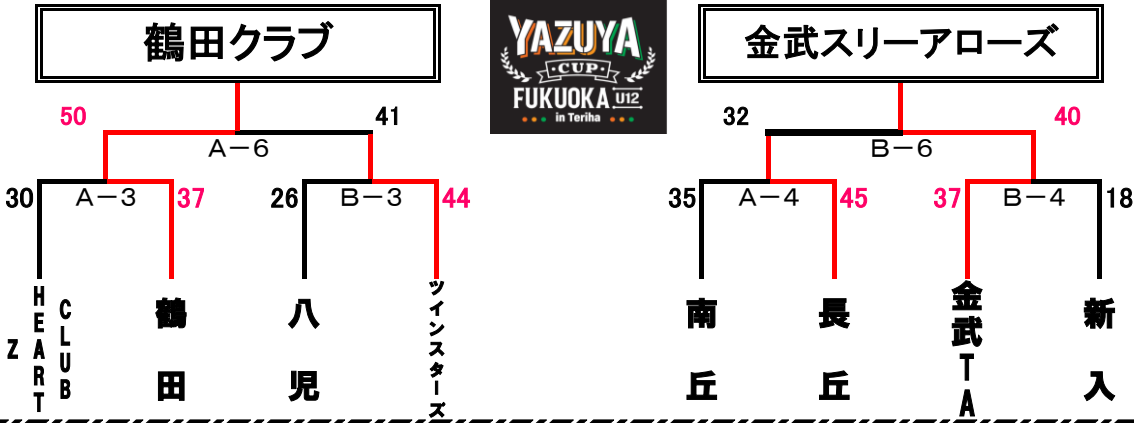 鶴田クラブ
金武スリーアローズ
YAZUYA
CUP
FUKUOKA U12
in Teriha
50
41
A－6
32
40
B－6
30
A－3
37
26
B－3
44
35
A－4
45
37
B－4
18
Z
HEART
CLUB
鶴田
八児
ツインスターズ
南丘
長丘
金武TA
新入